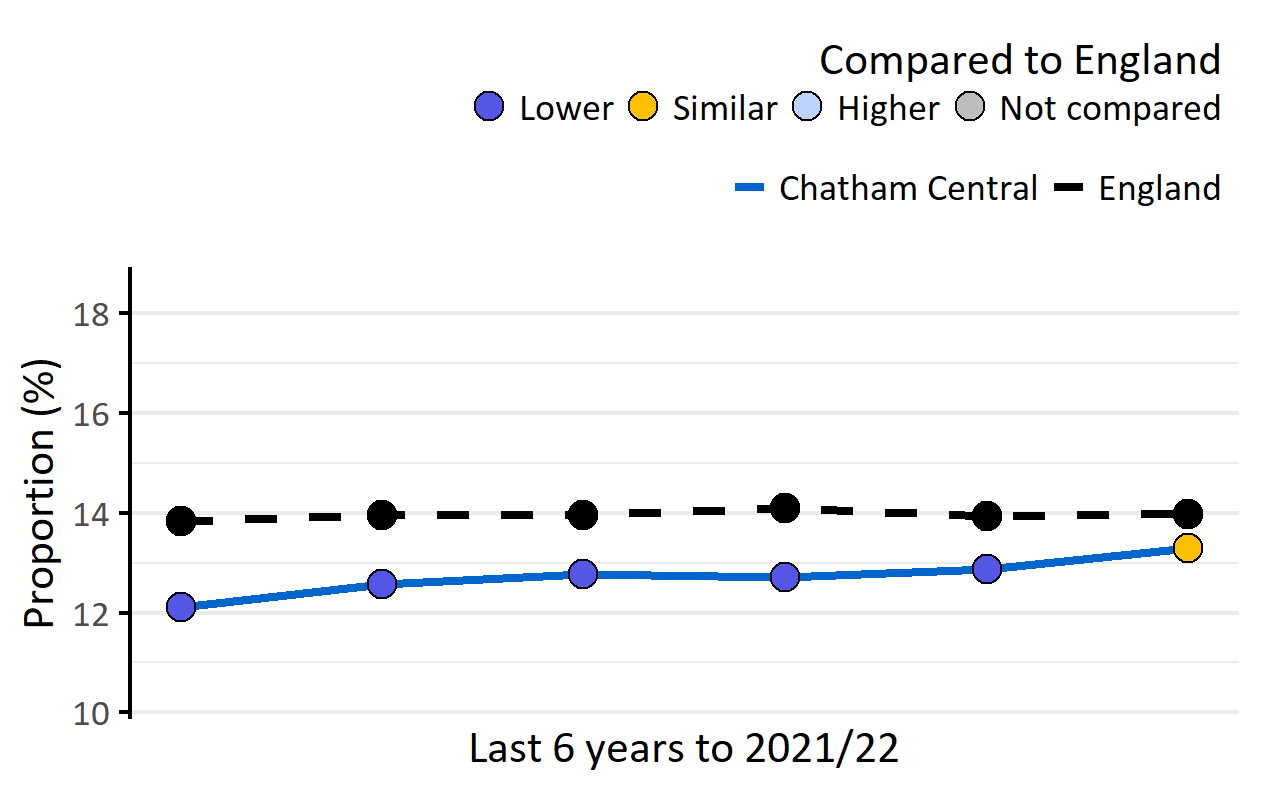 Compared to England
Lower Similar Higher Not compared
Chatham Central England
Proportion (%)
18
16
14
12
10
Last 6 years to 2021/22